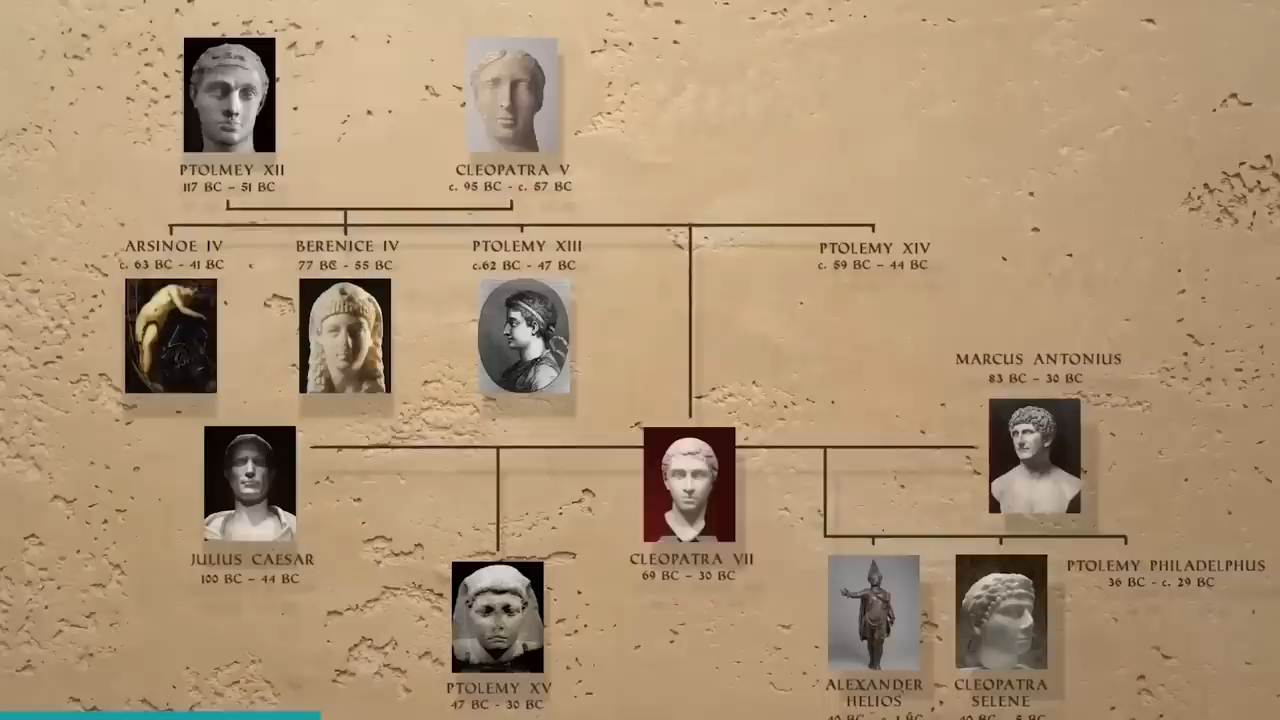 PTOLMEY XII
117 BC - 51 BC
CLEOPATRA V
c. 95 BC - c. 57 BC
ARSINOE IV
c. 63 BC - 41 BC
BERENICE IV
77 BC - 55 BC
PTOLEMY XIII
c.62 BC - 47 BC
PTOLEMY XIV
c. 59 BC - 44 BC
MARCUS ANTONIUS
83 BC - 30 BC
JULIUS CAESAR
100 BC - 44 BC
CLEOPATRA VII
69 BC - 30 BC
PTOLEMY PHILADELPHUS
36 BC - c. 29 BC
PTOLEMY XV
47 BC - 30 BC
ALEXANDER
HELIOS
CLEOPATRA
SELENE